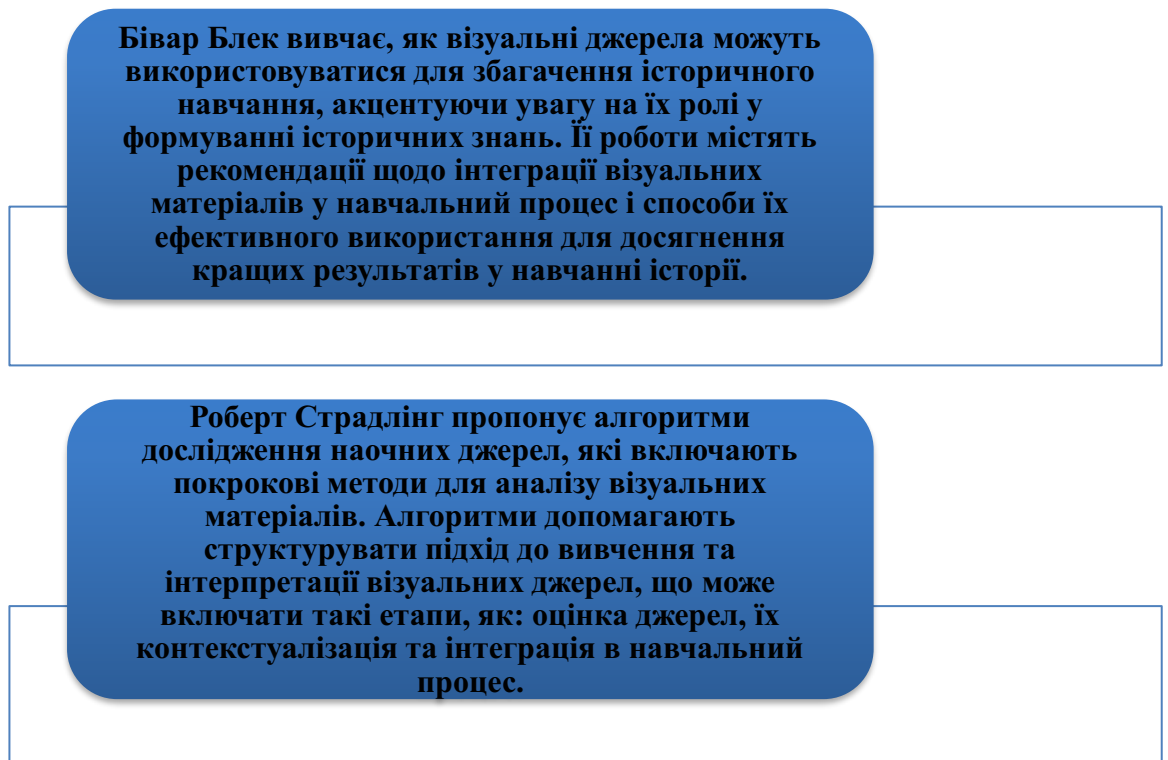 Бівар Блек вивчає, як візуальні джерела можуть
використовуватися для збагачення історичного
навчання, акцентуючи увагу на їх ролі у
формуванні історичних знань. Її роботи містять
рекомендації щодо інтеграції візуальних
матеріалів у навчальний процес і способи їх
ефективного використання для досягнення
кращих результатів у навчанні історії.
Роберт Страдлінг пропонує алгоритми
дослідження наочних джерел, які включають
покрокові методи для аналізу візуальних
матеріалів. Алгоритми допомагають
структурувати підхід до вивчення та
інтерпретації візуальних джерел, що може
включати такі етапи, як: оцінка джерел, їх
контекстуалізація та інтеграція в навчальний
процес.